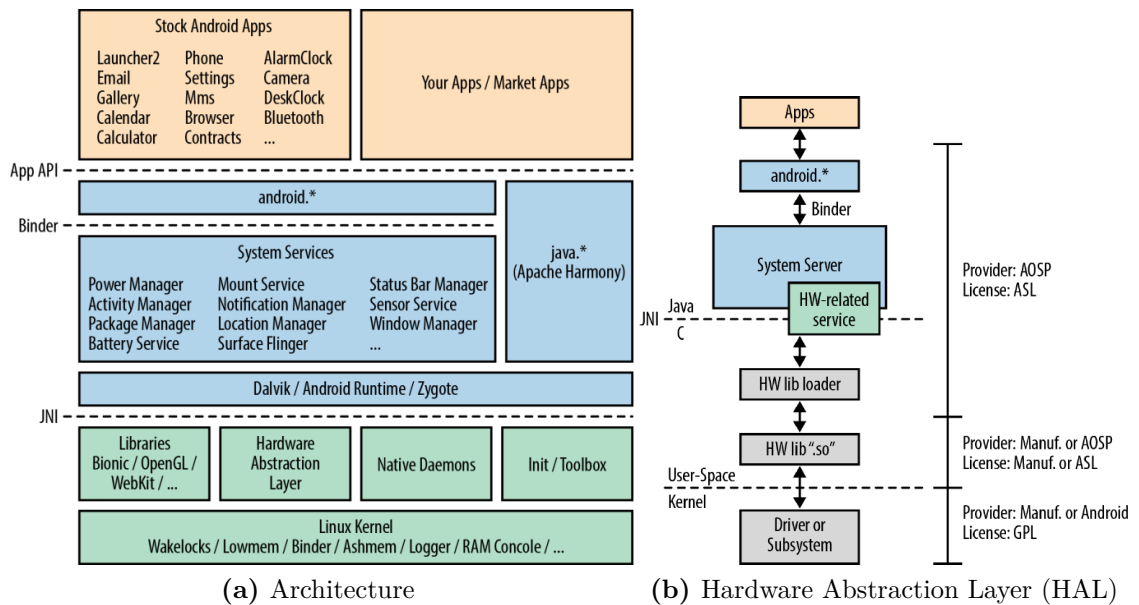 Stock Android Apps
Launcher2 Phone AlarmClock
Email Settings Camera
Gallery Mms DeskClock
Calendar Browser Bluetooth
Calculator Contracts ...
Your Apps / Market Apps
App API
android.*
Binder
System Services
Power Manager Mount Service Status Bar Manager
Activity Manager Notification Manager Sensor Service
Package Manager Location Manager Window Manager
Battery Service Surface Flinger ...
java.*
(Apache Harmony)
Dalvik / Android Runtime / Zygote
JNI
Libraries
Bionic / OpenGL /
WebKit / ...
Hardware
Abstraction
Layer
Native Daemons
Init / Toolbox
Linux Kernel
Wakelocks / Lowmem / Binder / Ashmem / Logger / RAM Concole / ...
(a) Architecture
Apps
android.*
Binder
System Server
HW-related
service
JNI
Java
C
HW lib loader
HW lib ".so"
User-Space
Kernel
Driver or
Subsystem
Provider: AOSP
License: ASL
Provider: Manuf. or AOSP
License: Manuf. or ASL
Provider: Manuf. or Android
License: GPL
(b) Hardware Abstraction Layer (HAL)